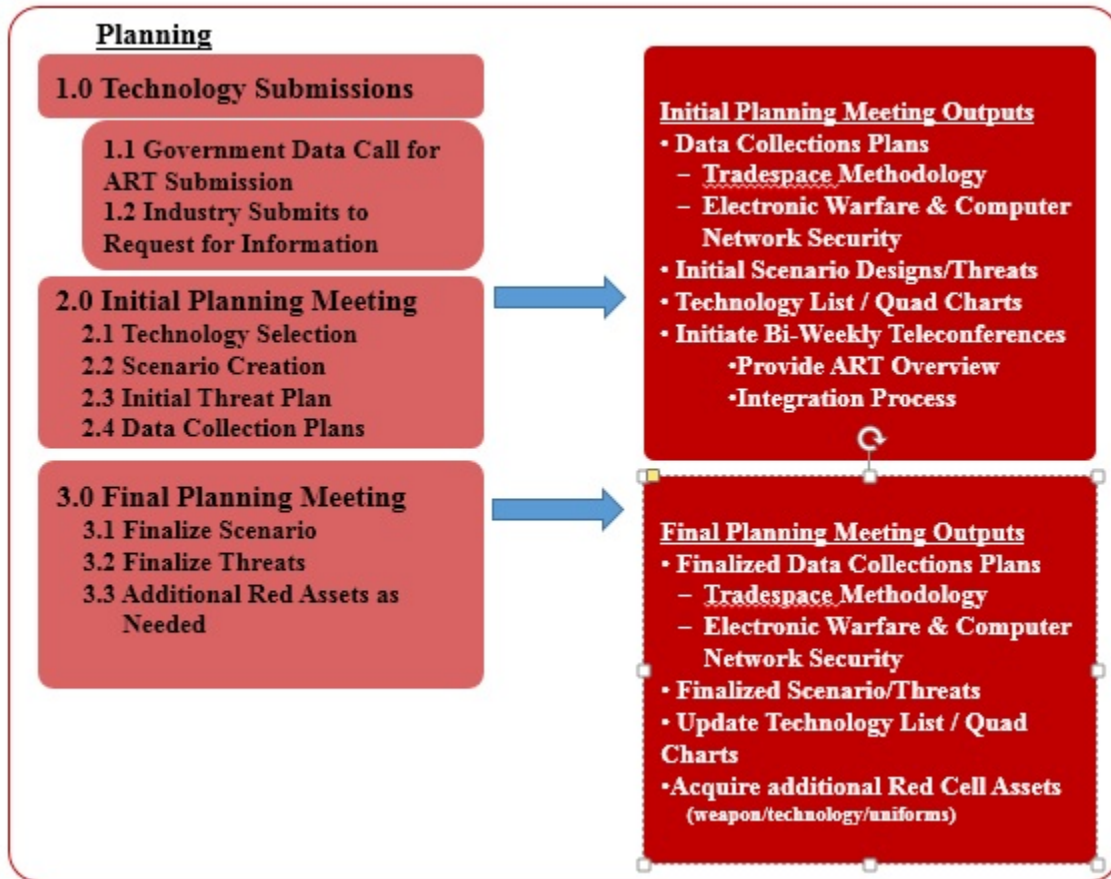 Planning
1.0 Technology Submissions
1.1 Government Data Call for
ART Submission
1.2 Industry Submits to
Request for Information
2.0 Initial Planning Meeting
2.1 Technology Selection
2.2 Scenario Creation
2.3 Initial Threat Plan
2.4 Data Collection Plans
3.0 Final Planning Meeting
3.1 Finalize Scenario
3.2 Finalize Threats
3.3 Additional Red Assets as
Needed
Initial Planning Meeting Outputs
• Data Collections Plans
– Tradespace Methodology
– Electronic Warfare & Computer
Network Security
• Initial Scenario Designs/Threats
• Technology List / Quad Charts
• Initiate Bi-Weekly Teleconferences
•Provide ART Overview
•Integration Process
Final Planning Meeting Outputs
• Finalized Data Collections Plans
– Tradespace Methodology
– Electronic Warfare & Computer
Network Security
• Finalized Scenario/Threats
• Update Technology List / Quad
Charts
•Acquire additional Red Cell Assets
(weapon/technology/uniforms)